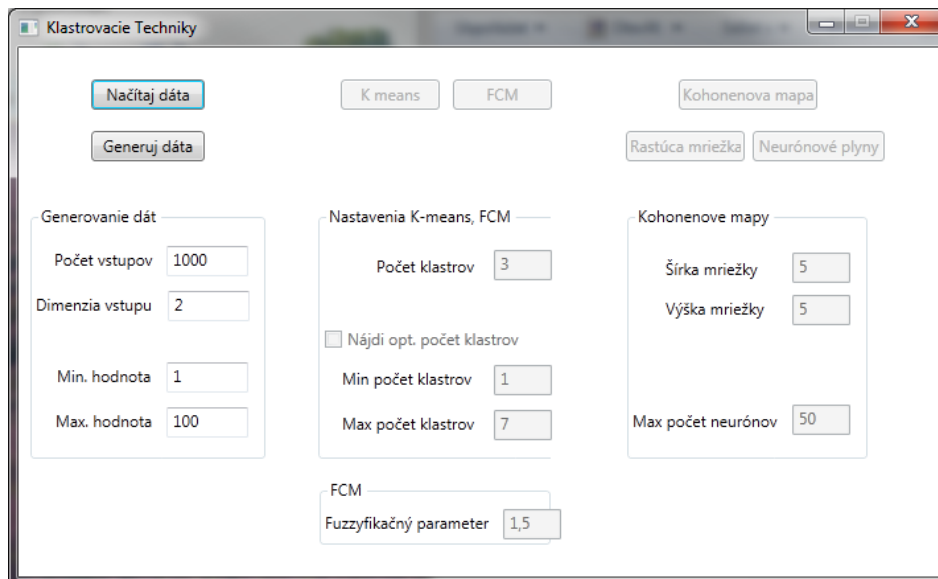 Klastrovacie Techniky
Načítaj dáta
K means
FCM
Kohonenova mapa
Generuj dáta
Rastúca mriežka
Neurónové plyny
Generovanie dát
Počet vstupov 1000
Dimenzia vstupu 2
Min. hodnota 1
Max. hodnota 100
Nastavenia K-means, FCM
Počet klastrov 3
Nájdi opt. počet klastrov
Min počet klastrov 1
Max počet klastrov 7
FCM
Fuzzyfikačný parameter 1,5
Kohonenove mapy
Šírka mriežky 5
Výška mriežky 5
Max počet neurónov 50